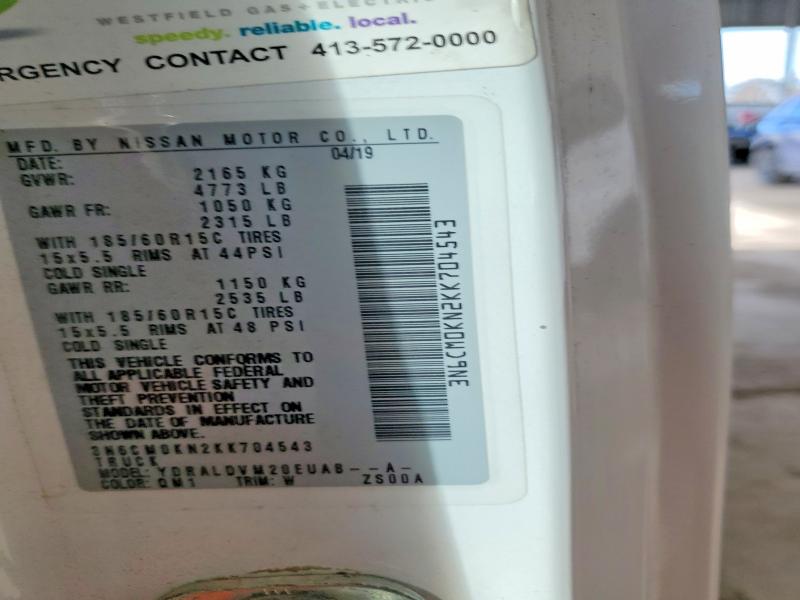 WESTFIELD GAS+ELECTRIC
speedy. reliable. local.
RGENCY CONTACT 413-572-0000
MFD. BY NISSAN MOTOR CO., LTD.
DATE: 04/19
GVWR: 2165 KG
4773 LB
GAWR FR: 1050 KG
2315 LB
WITH 185/60R15C TIRES
15x5.5 RIMS AT 44PSI
COLD SINGLE
GAWR RR: 1150 KG
2535 LB
WITH 185/60R15C TIRES
15x5.5 RIMS AT 48 PSI
COLD SINGLE
THIS VEHICLE CONFORMS TO
ALL APPLICABLE FEDERAL
MOTOR VEHICLE SAFETY AND
THEFT PREVENTION
STANDARDS IN EFFECT ON
THE DATE OF MANUFACTURE
SHOWN ABOVE.
3N6CM0KN2KK704543
TRUCK
MODEL: YDRALDVM20EUAB--A-
COLOR: QM1 TRIM: W ZS00A
3N6CM0KN2KK704543